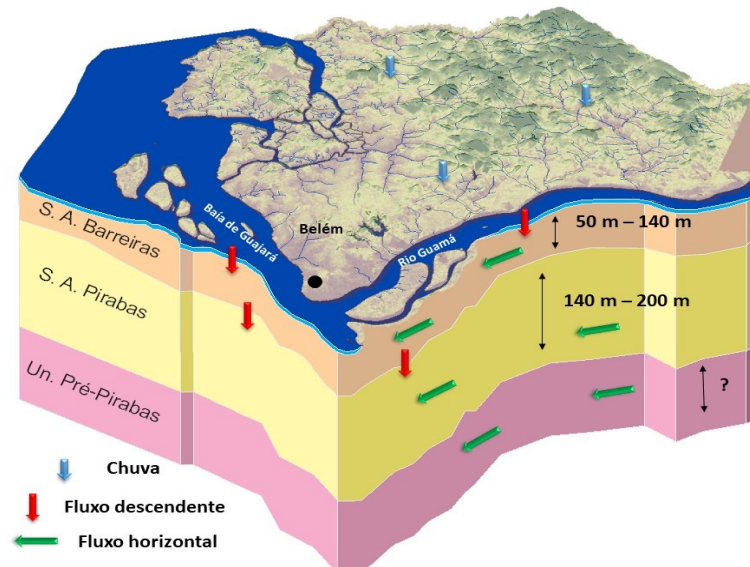 Belém
Baía de Guajará
Rio Guamá
S. A. Barreiras
50 m – 140 m
S. A. Pirabas
140 m – 200 m
Un. Pré-Pirabas
?
Chuva
Fluxo descendente
Fluxo horizontal